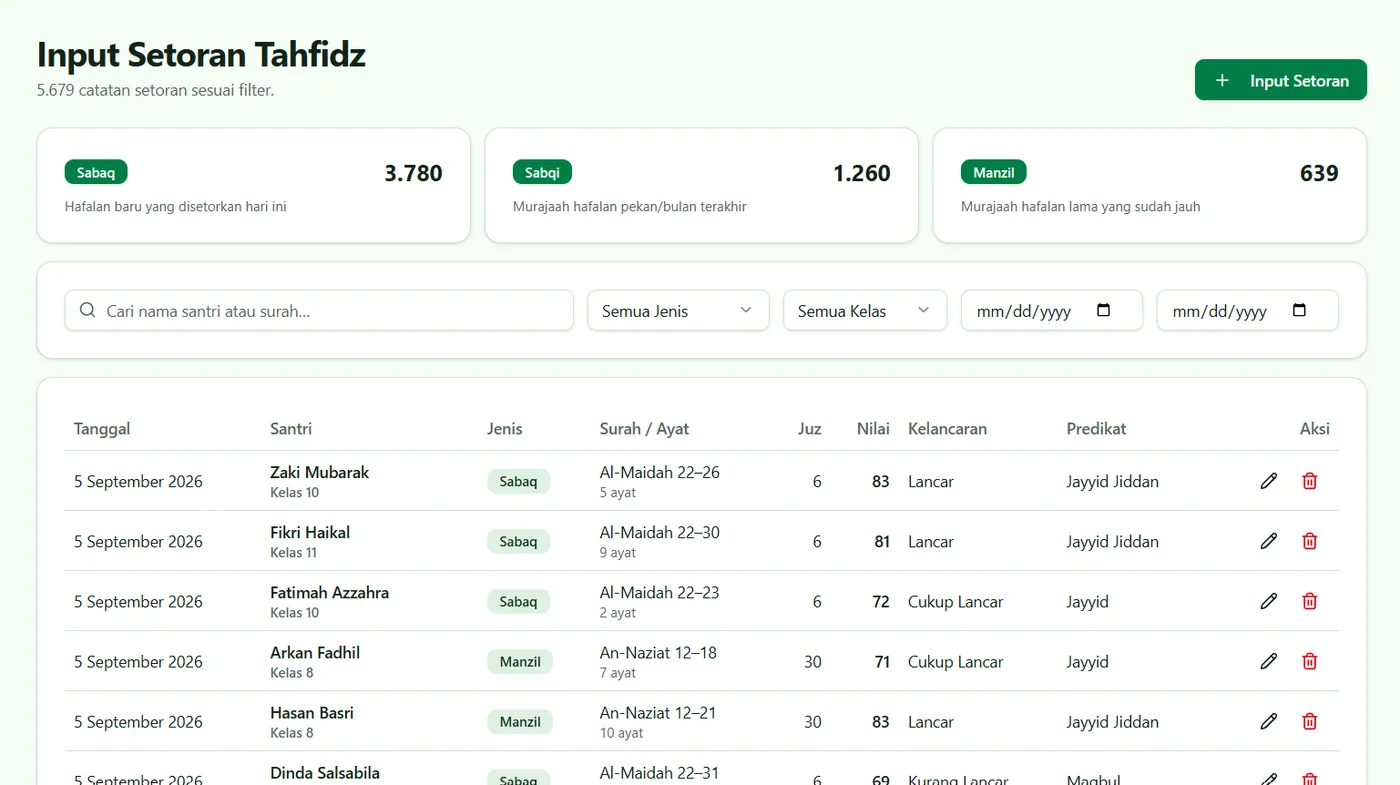 Input Setoran Tahfidz
5.679 catatan setoran sesuai filter.
+ Input Setoran
Sabaq 3.780
Hafalan baru yang disetorkan hari ini
Sabqi 1.260
Murajaah hafalan pekan/bulan terakhir
Manzil 639
Murajaah hafalan lama yang sudah jauh
Cari nama santri atau surah... Semua Jenis Semua Kelas mm/dd/yyyy mm/dd/yyyy
Tanggal Santri Jenis Surah / Ayat Juz Nilai Kelancaran Predikat Aksi
5 September 2026 Zaki Mubarak Sabaq Al-Maidah 22–26 6 83 Lancar Jayyid Jiddan
Kelas 10 5 ayat
5 September 2026 Fikri Haikal Sabaq Al-Maidah 22–30 6 81 Lancar Jayyid Jiddan
Kelas 11 9 ayat
5 September 2026 Fatimah Azzahra Sabaq Al-Maidah 22–23 6 72 Cukup Lancar Jayyid
Kelas 10 2 ayat
5 September 2026 Arkan Fadhil Manzil An-Naziat 12–18 30 71 Cukup Lancar Jayyid
Kelas 8 7 ayat
5 September 2026 Hasan Basri Manzil An-Naziat 12–21 30 83 Lancar Jayyid Jiddan
Kelas 8 10 ayat
5 September 2026 Dinda Salsabila Sabaq Al-Maidah 22–31 6 69 Kurang Lancar Maqbul